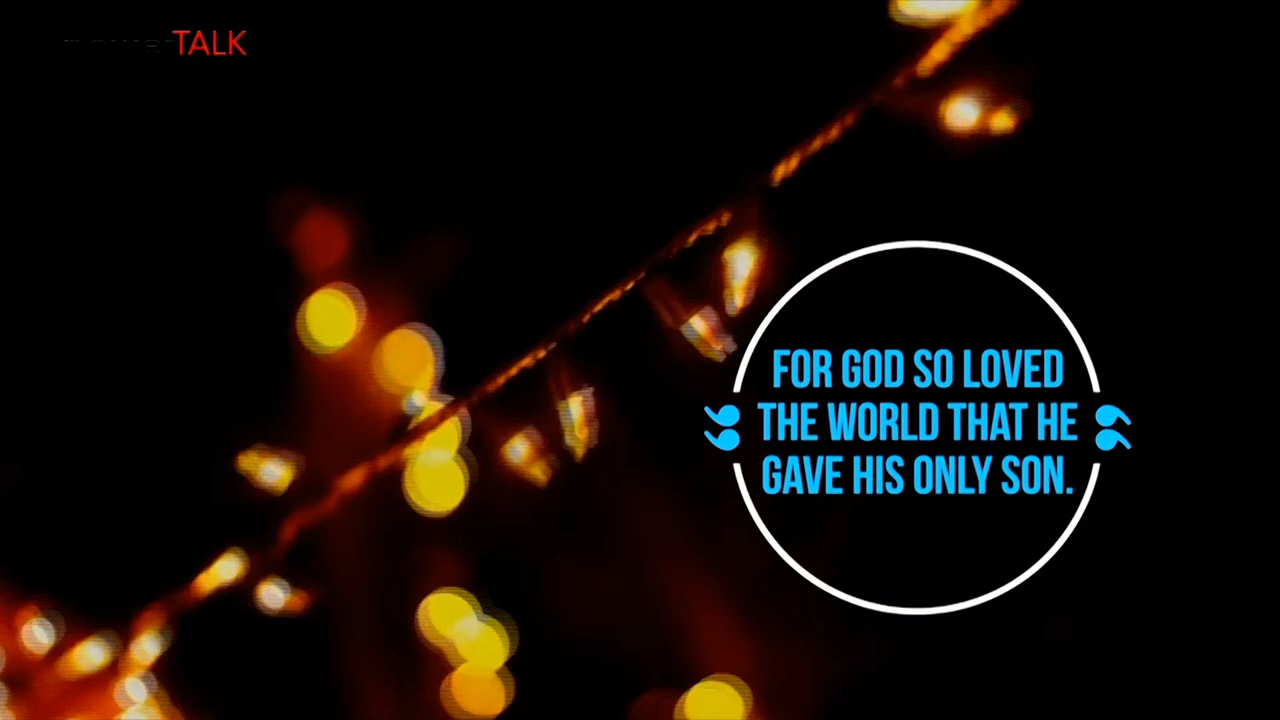 TALK
FOR GOD SO LOVED
THE WORLD THAT HE
GAVE HIS ONLY SON.